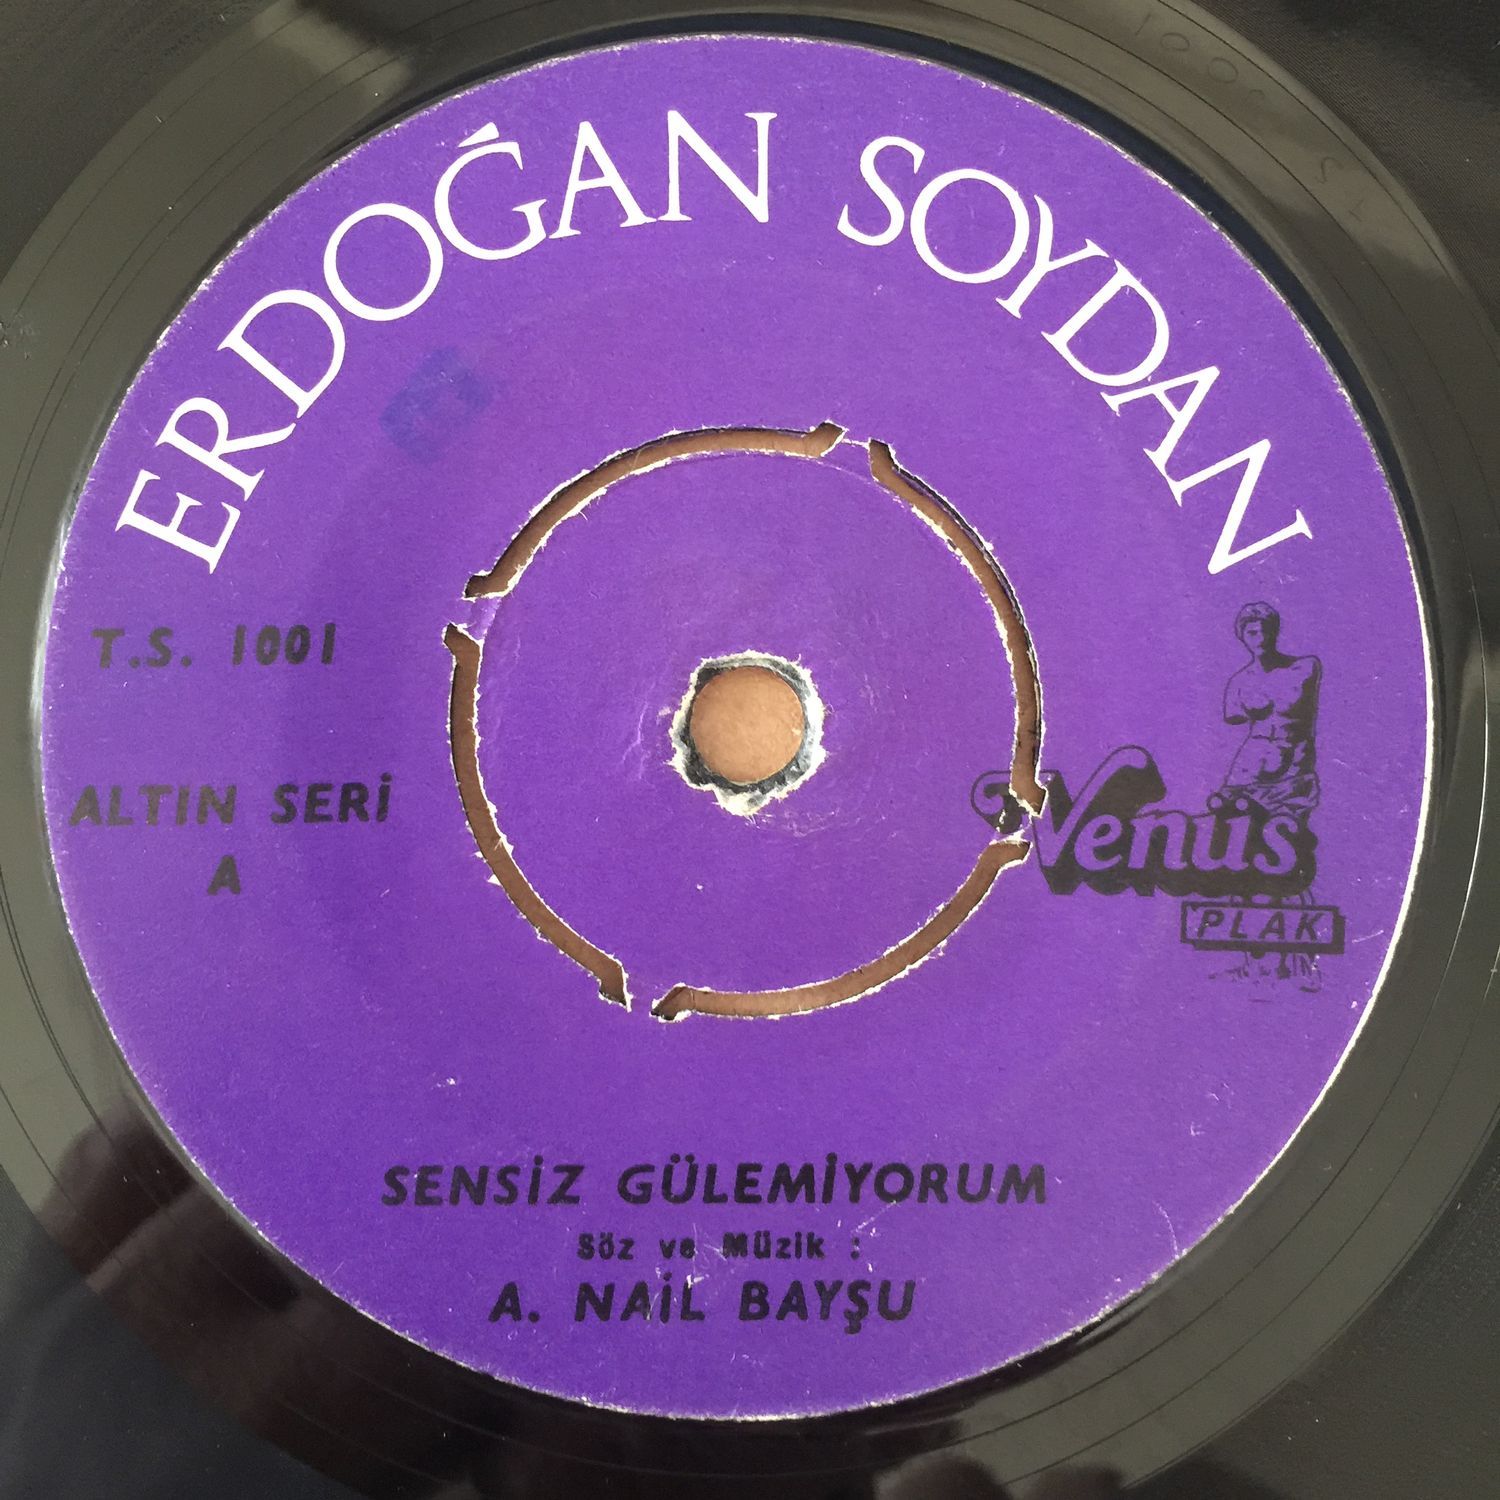 ERDOĞAN SOYDAN
T.S. 1001
ALTIN SERİ
A
Venüs
PLAK
SENSİZ GÜLEMİYORUM
Söz ve Müzik :
A. NAİL BAYŞU